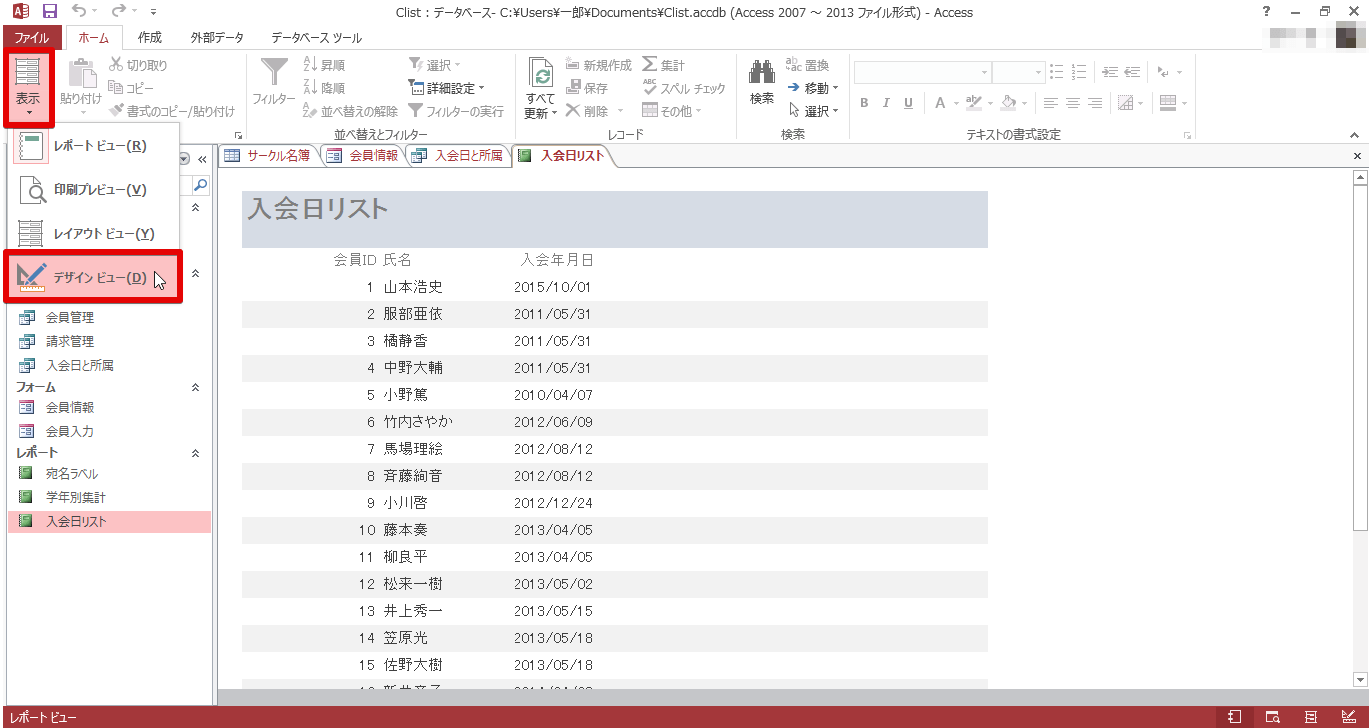 Clist : データベース- C:¥Users¥一郎¥Documents¥Clist.accdb (Access 2007 ～ 2013 ファイル形式) - Access
ファイル ホーム 作成 外部データ データベース ツール
表示
貼り付け
切り取り
コピー
書式のコピー/貼り付け
フィルター
昇順
降順
並べ替えの解除
選択
詳細設定
フィルターの実行
並べ替えとフィルター
すべて
更新
新規作成
保存
削除
集計
スペル チェック
その他
レコード
検索
置換
移動
選択
検索
B I U A
テキストの書式設定
レポート ビュー(R)
印刷プレビュー(V)
レイアウト ビュー(Y)
デザイン ビュー(D)
会員管理
請求管理
入会日と所属
フォーム
会員情報
会員入力
レポート
宛名ラベル
学年別集計
入会日リスト
サークル名簿 会員情報 入会日と所属 入会日リスト
入会日リスト
会員ID 氏名 入会年月日
1 山本浩史 2015/10/01
2 服部亜依 2011/05/31
3 橘静香 2011/05/31
4 中野大輔 2011/05/31
5 小野篤 2010/04/07
6 竹内さやか 2012/06/09
7 馬場理絵 2012/08/12
8 斉藤絢音 2012/08/12
9 小川啓 2012/12/24
10 藤本奏 2013/04/05
11 柳良平 2013/04/05
12 松来一樹 2013/05/02
13 井上秀一 2013/05/15
14 笠原光 2013/05/18
15 佐野大樹 2013/05/18
レポート ビュー